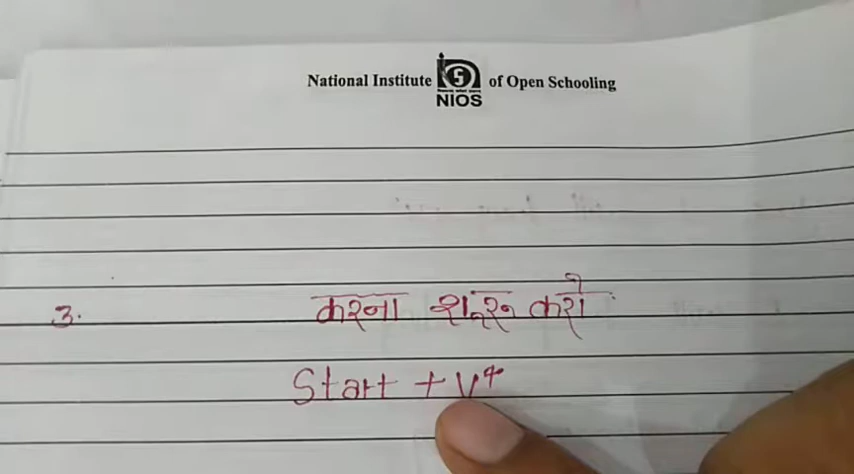 National Institute of Open Schooling
NIOS
3. करना शुरू करो
Start + V⁴